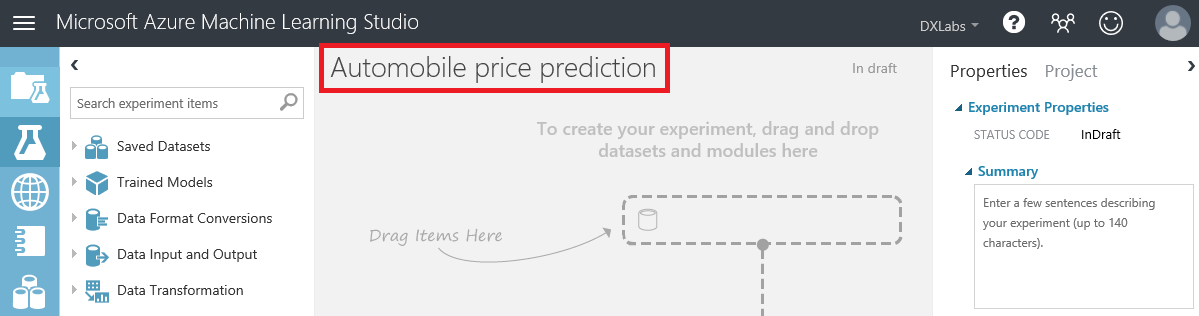 Microsoft Azure Machine Learning Studio
DXLabs
?
Automobile price prediction
In draft
Search experiment items
Saved Datasets
Trained Models
Data Format Conversions
Data Input and Output
Data Transformation
To create your experiment, drag and drop
datasets and modules here
Drag Items Here
Properties
Project
Experiment Properties
STATUS CODE
InDraft
Summary
Enter a few sentences describing
your experiment (up to 140
characters).